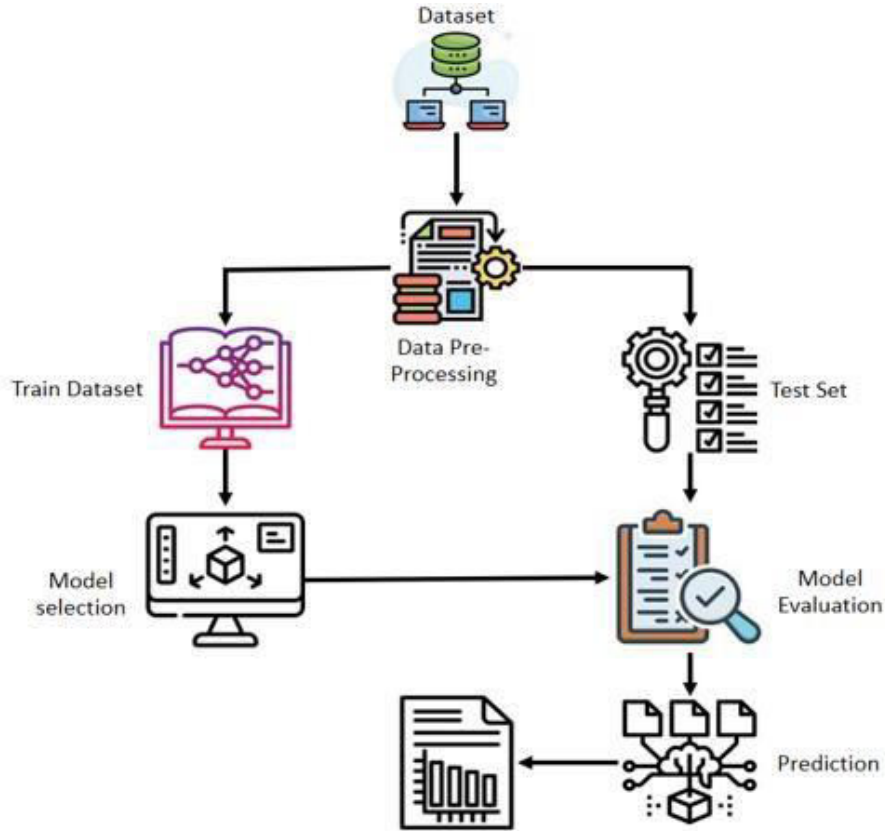 Dataset
Data Pre-
Processing
Train Dataset
Test Set
Model
selection
Model
Evaluation
Prediction